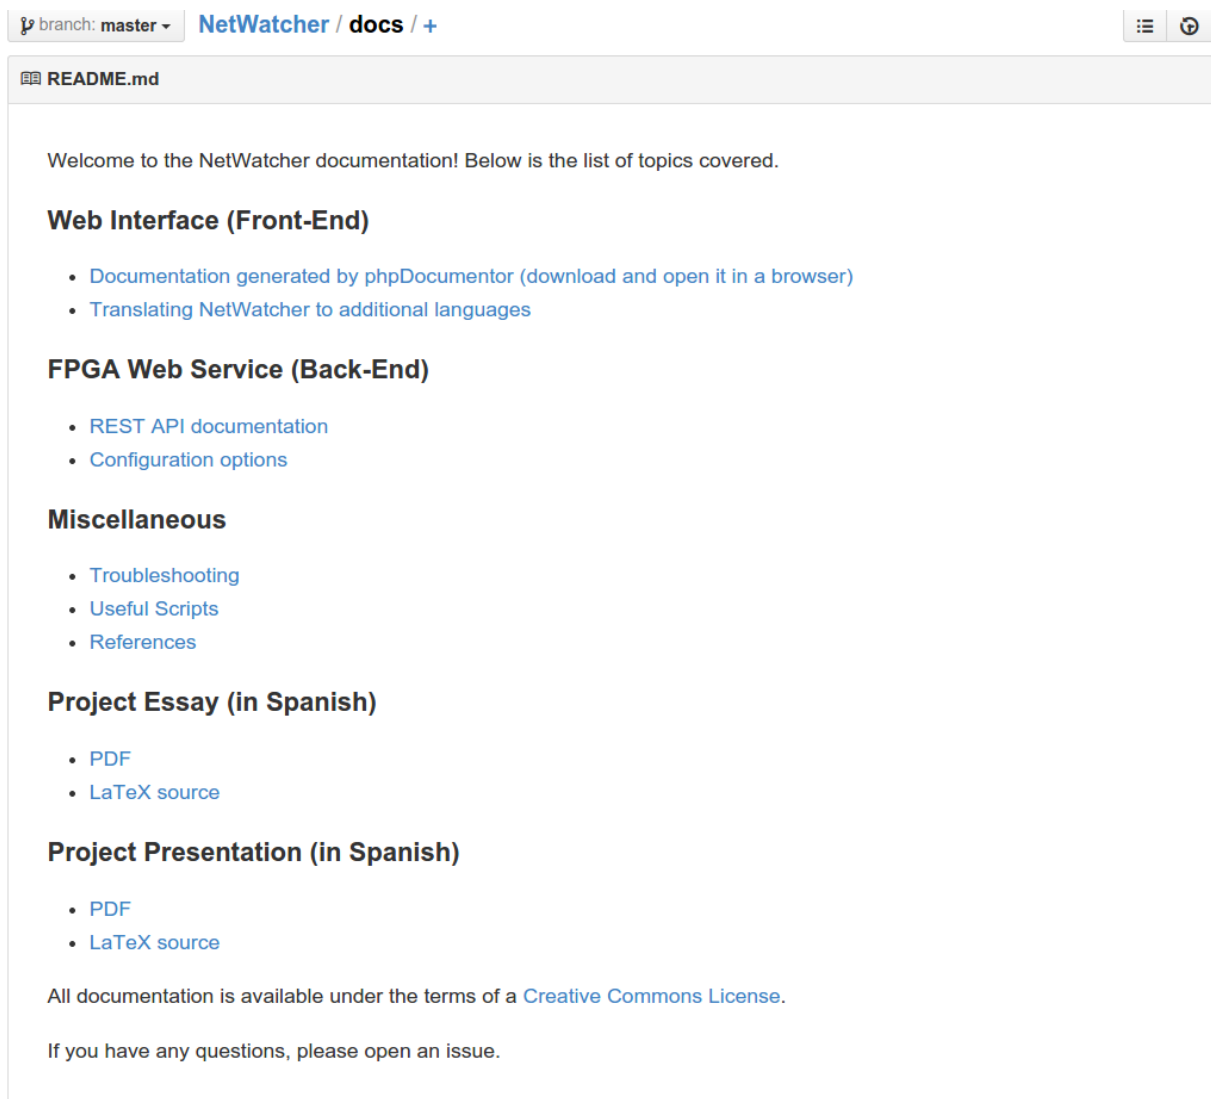 branch: master NetWatcher / docs / +
README.md
Welcome to the NetWatcher documentation! Below is the list of topics covered.
Web Interface (Front-End)
• Documentation generated by phpDocumentor (download and open it in a browser)
• Translating NetWatcher to additional languages
FPGA Web Service (Back-End)
• REST API documentation
• Configuration options
Miscellaneous
• Troubleshooting
• Useful Scripts
• References
Project Essay (in Spanish)
• PDF
• LaTeX source
Project Presentation (in Spanish)
• PDF
• LaTeX source
All documentation is available under the terms of a Creative Commons License.
If you have any questions, please open an issue.